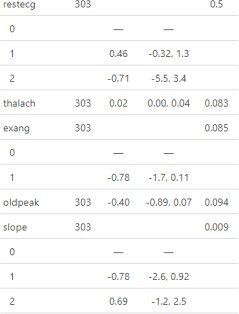 restecg 303 0.5
0 — —
1 0.46 -0.32, 1.3
2 -0.71 -5.5, 3.4
thalach 303 0.02 0.00, 0.04 0.083
exang 303 0.085
0 — —
1 -0.78 -1.7, 0.11
oldpeak 303 -0.40 -0.89, 0.07 0.094
slope 303 0.009
0 — —
1 -0.78 -2.6, 0.92
2 0.69 -1.2, 2.5